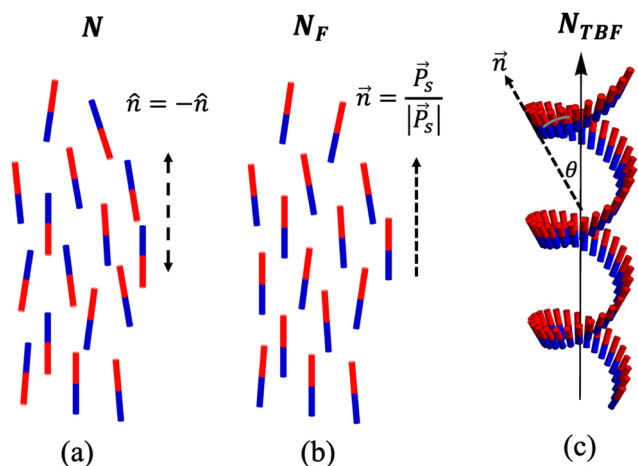 N
N_F
N_TBF
n̂ = −n̂
n⃗ = P⃗_s / |P⃗_s|
n⃗
θ
(a)
(b)
(c)